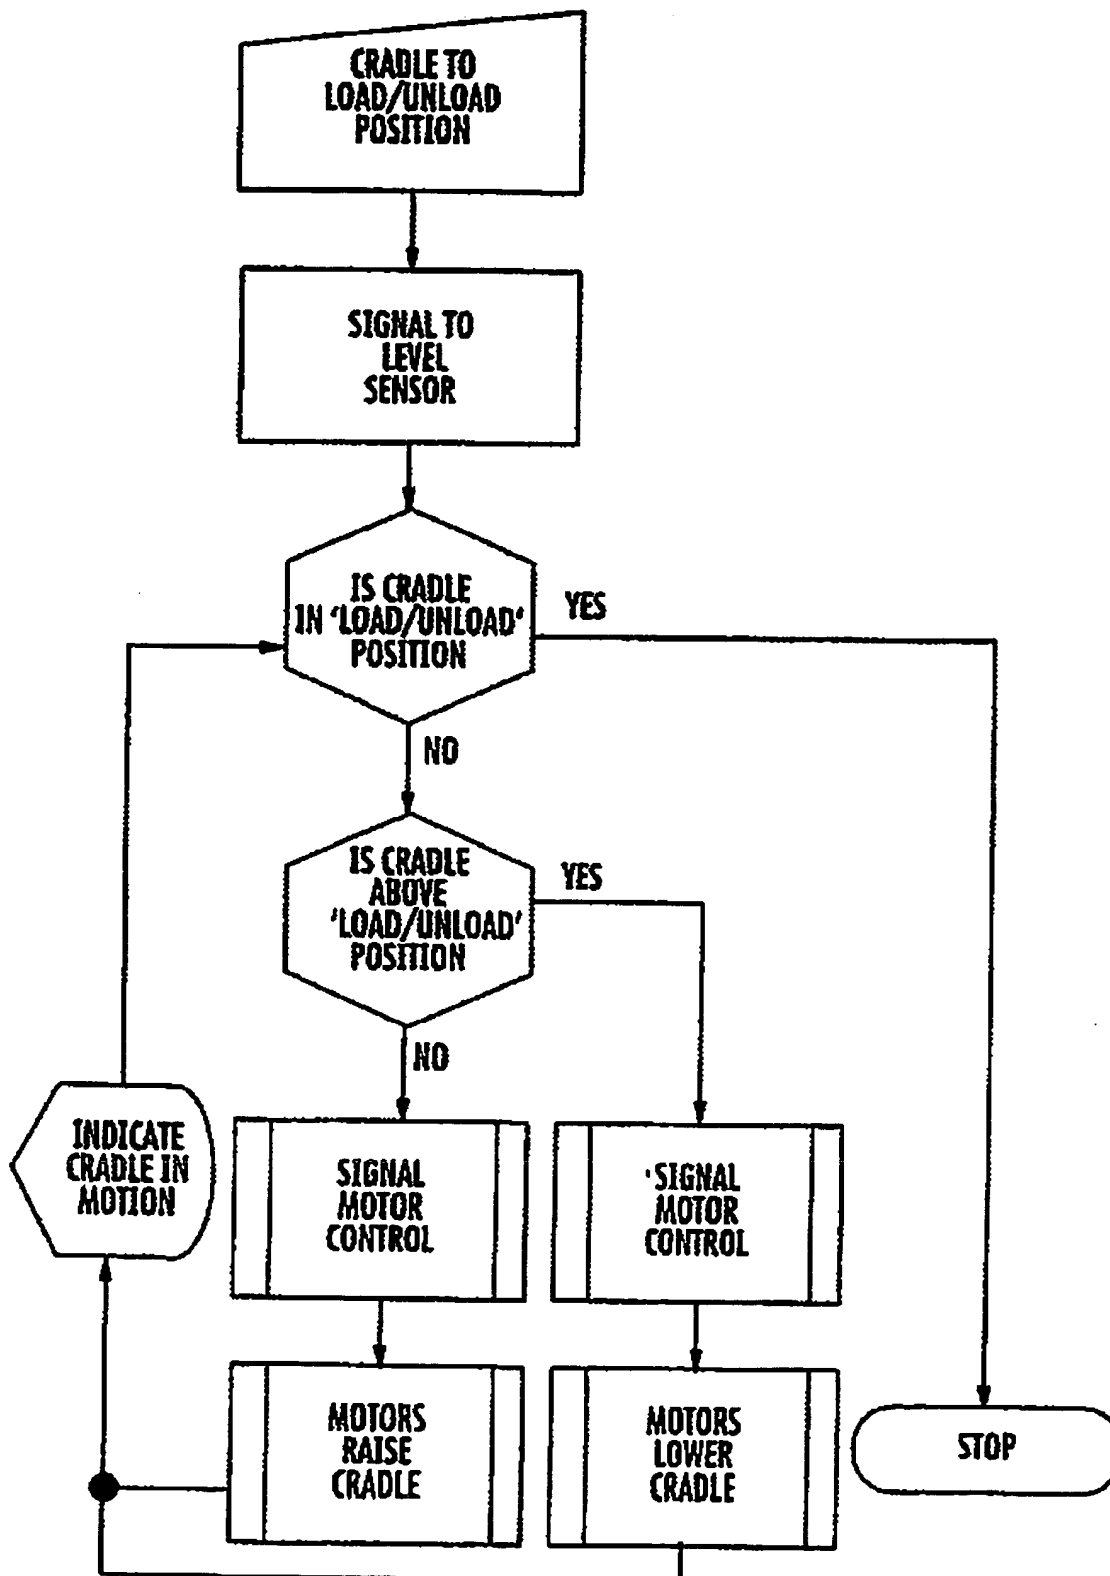 CRADLE TO
LOAD/UNLOAD
POSITION
SIGNAL TO
LEVEL
SENSOR
IS CRADLE
IN 'LOAD/UNLOAD'
POSITION
YES
NO
IS CRADLE
ABOVE
'LOAD/UNLOAD'
POSITION
YES
NO
INDICATE
CRADLE IN
MOTION
SIGNAL
MOTOR
CONTROL
SIGNAL
MOTOR
CONTROL
MOTORS
RAISE
CRADLE
MOTORS
LOWER
CRADLE
STOP